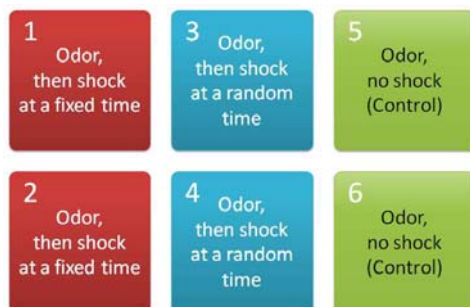 1
Odor,
then shock
at a fixed time
3
Odor,
then shock
at a random
time
5
Odor,
no shock
(Control)
2
Odor,
then shock
at a fixed time
4
Odor,
then shock
at a random
time
6
Odor,
no shock
(Control)